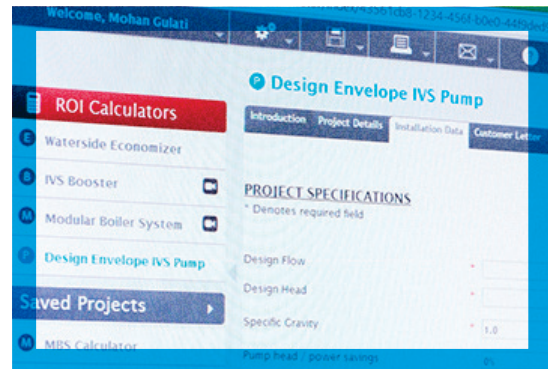 Welcome, Mohan Gulati
ROI Calculators
E Waterside Economizer
B IVS Booster
M Modular Boiler System
P Design Envelope IVS Pump
Saved Projects
M MBS Calculator
P Design Envelope IVS Pump
Introduction Project Details Installation Data Customer Letter
PROJECT SPECIFICATIONS
* Denotes required field
Design Flow *
Design Head *
Specific Gravity * 1.0
Pump head / power savings 0%